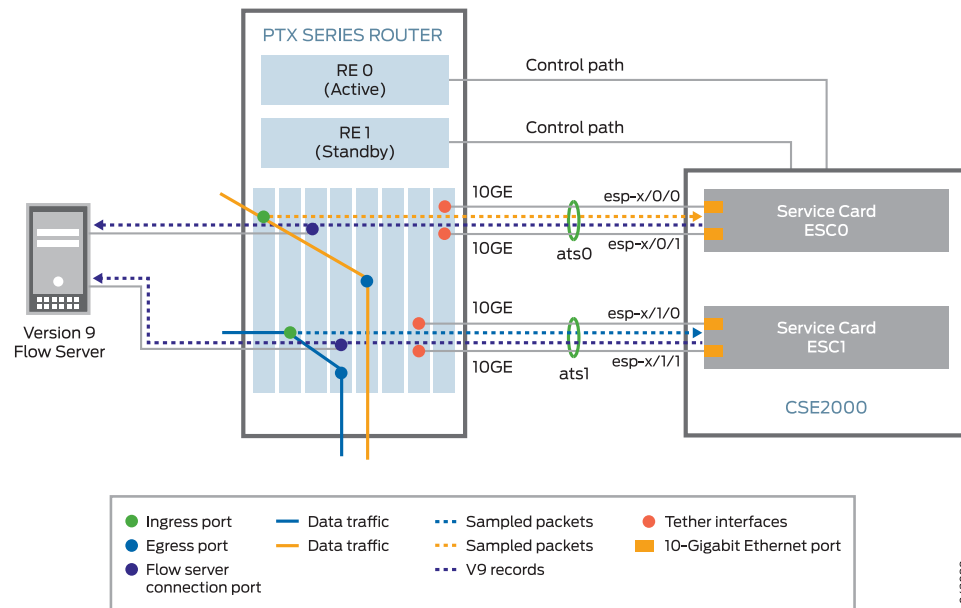 PTX SERIES ROUTER
RE 0
(Active)
Control path
RE 1
(Standby)
Control path
10GE
esp-x/0/0
Service Card
ESC0
10GE
ats0
esp-x/0/1
10GE
esp-x/1/0
Service Card
ESC1
10GE
ats1
esp-x/1/1
Version 9
Flow Server
CSE2000
Ingress port
Data traffic
Sampled packets
Tether interfaces
Egress port
Data traffic
Sampled packets
10-Gigabit Ethernet port
Flow server
connection port
V9 records